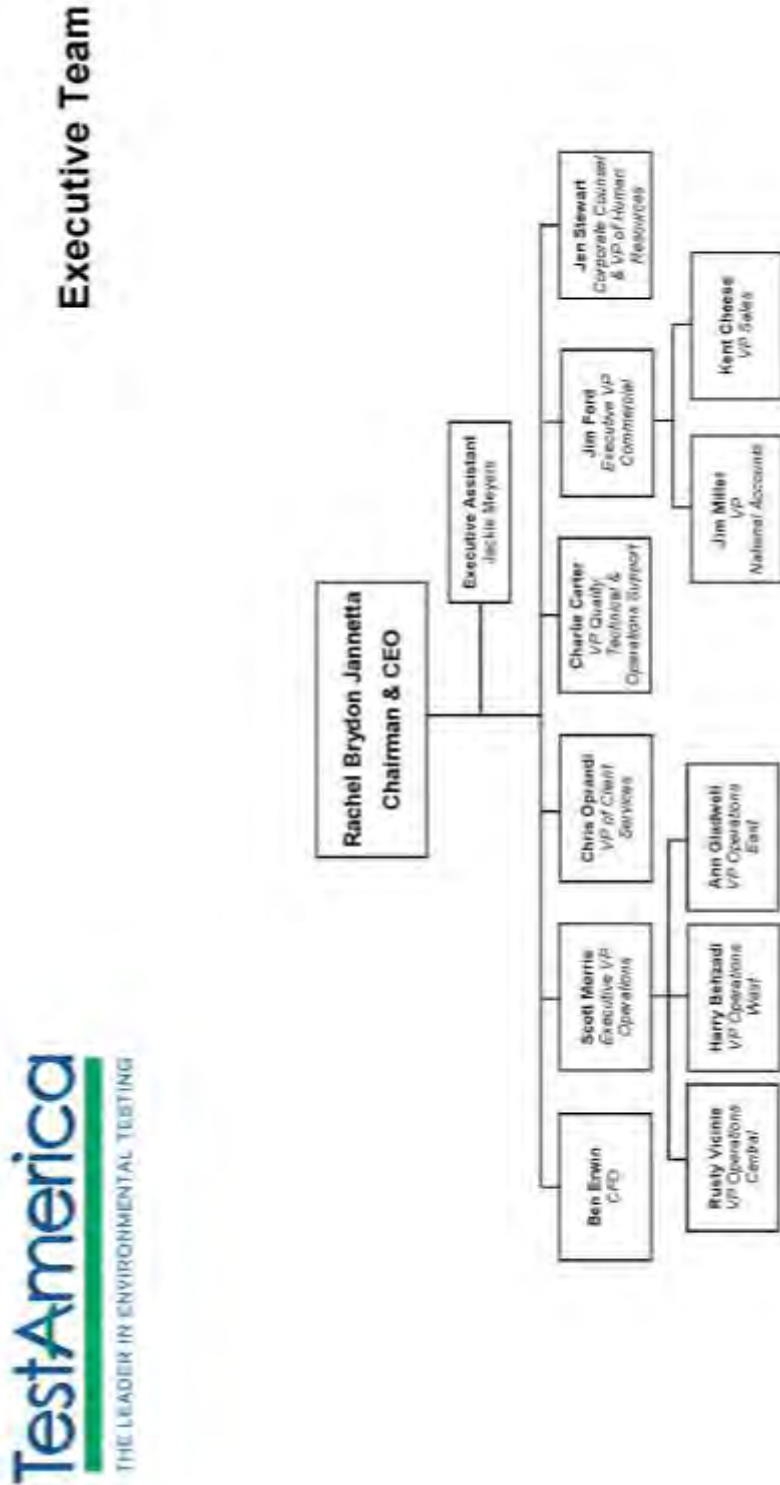 TestAmerica
THE LEADER IN ENVIRONMENTAL TESTING
Executive Team
Rachel Brydon Jannetta
Chairman & CEO
Executive Assistant
Jackie Meyers
Ben Erwin
CFO
Scott Morris
Executive VP
Operations
Chris Oprandi
VP of Client
Services
Charlie Carter
VP Quality
Technical &
Operations Support
Jim Ford
Executive VP
Commercial
Jen Stewart
Corporate Counsel
& VP of Human
Resources
Rusty Vicinie
VP Operations
Central
Harry Behzadi
VP Operations
West
Ann Gladwell
VP Operations
East
Jim Miller
VP
National Accounts
Kent Cheese
VP Sales